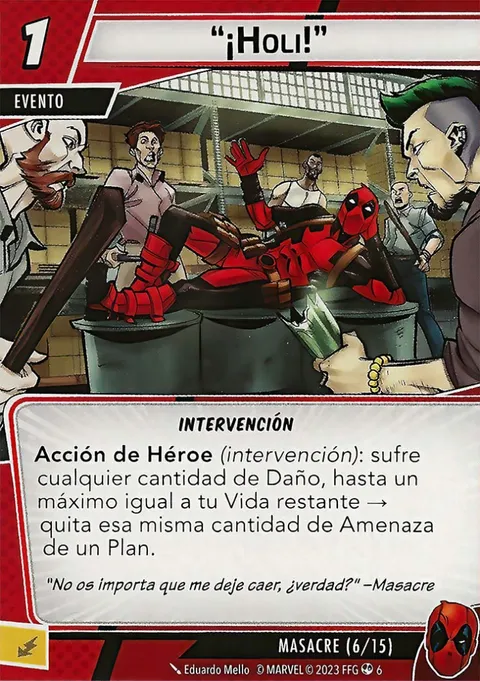 1
“¡Holi!”
EVENTO
INTERVENCIÓN
Acción de Héroe (intervención): sufre
cualquier cantidad de Daño, hasta un
máximo igual a tu Vida restante →
quita esa misma cantidad de Amenaza
de un Plan.
"No os importa que me deje caer, ¿verdad?" –Masacre
MASACRE (6/15)
Eduardo Mello © MARVEL © 2023 FFG 6